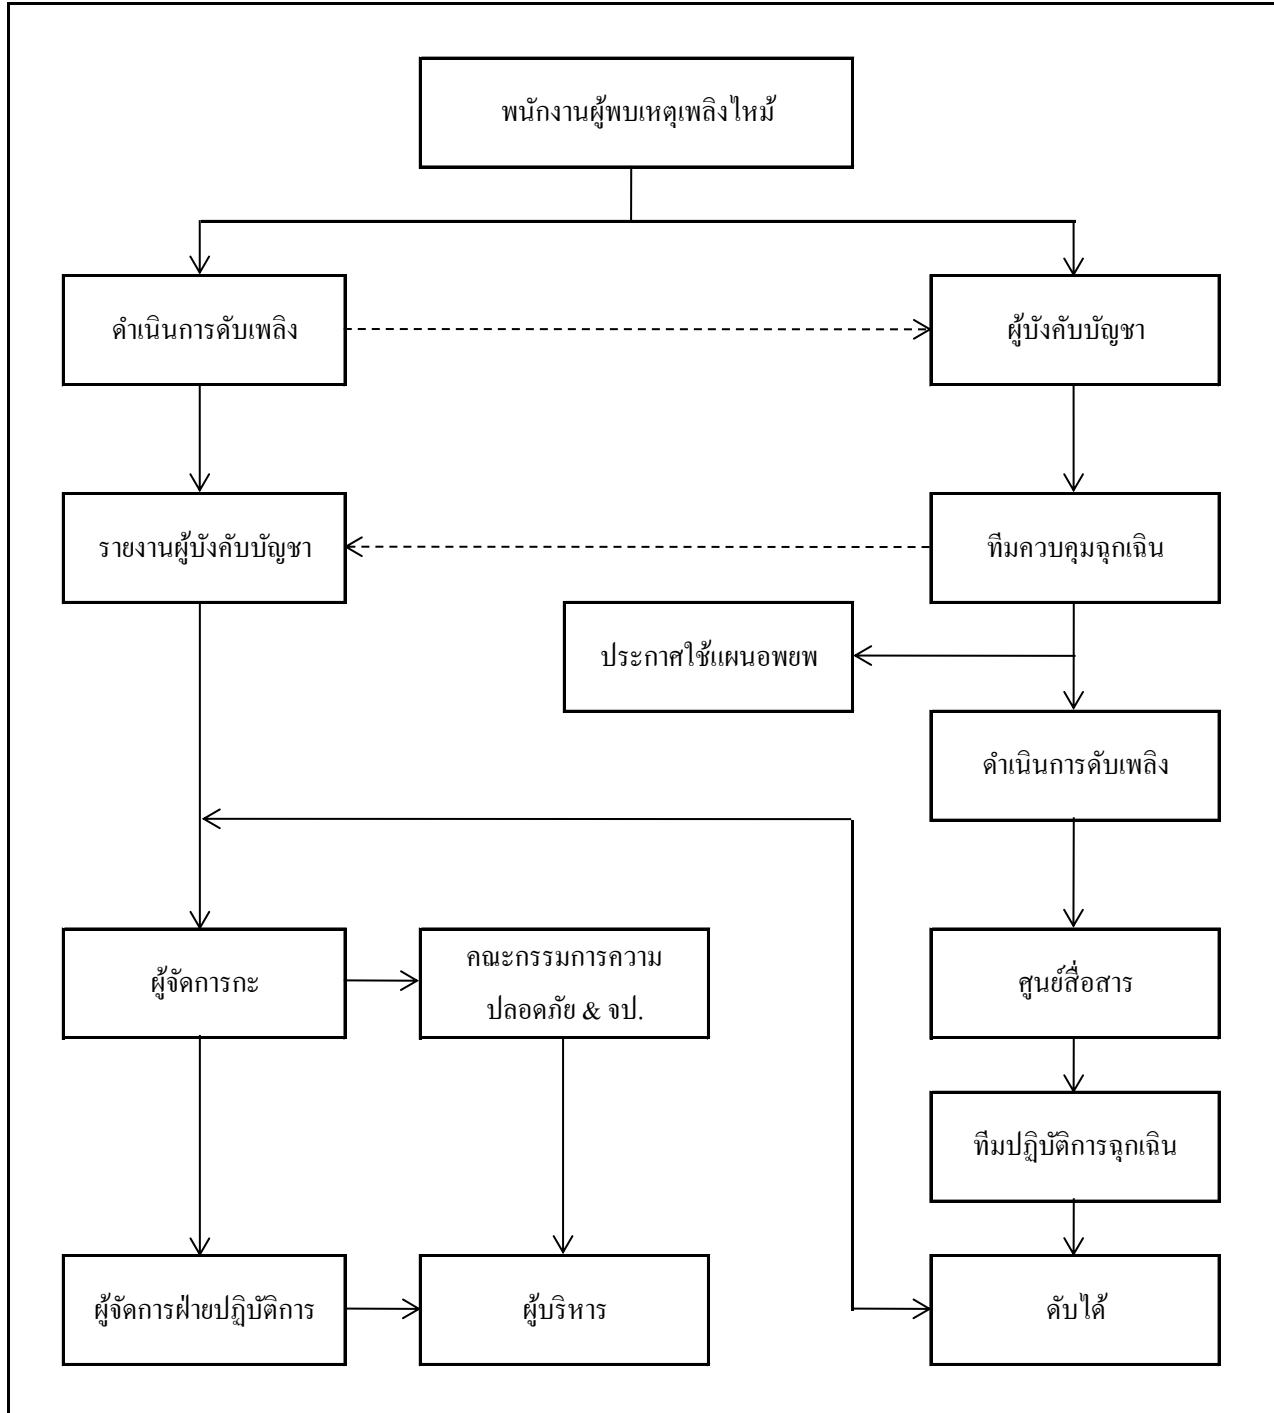 พนักงานผู้พบเหตุเพลิงไหม้
ดำเนินการดับเพลิง
ผู้บังคับบัญชา
รายงานผู้บังคับบัญชา
ทีมควบคุมฉุกเฉิน
ประกาศใช้แผนอพยพ
ดำเนินการดับเพลิง
ผู้จัดการกะ
คณะกรรมการความ
ปลอดภัย & จป.
ศูนย์สื่อสาร
ทีมปฏิบัติการฉุกเฉิน
ผู้จัดการฝ่ายปฏิบัติการ
ผู้บริหาร
ดับได้